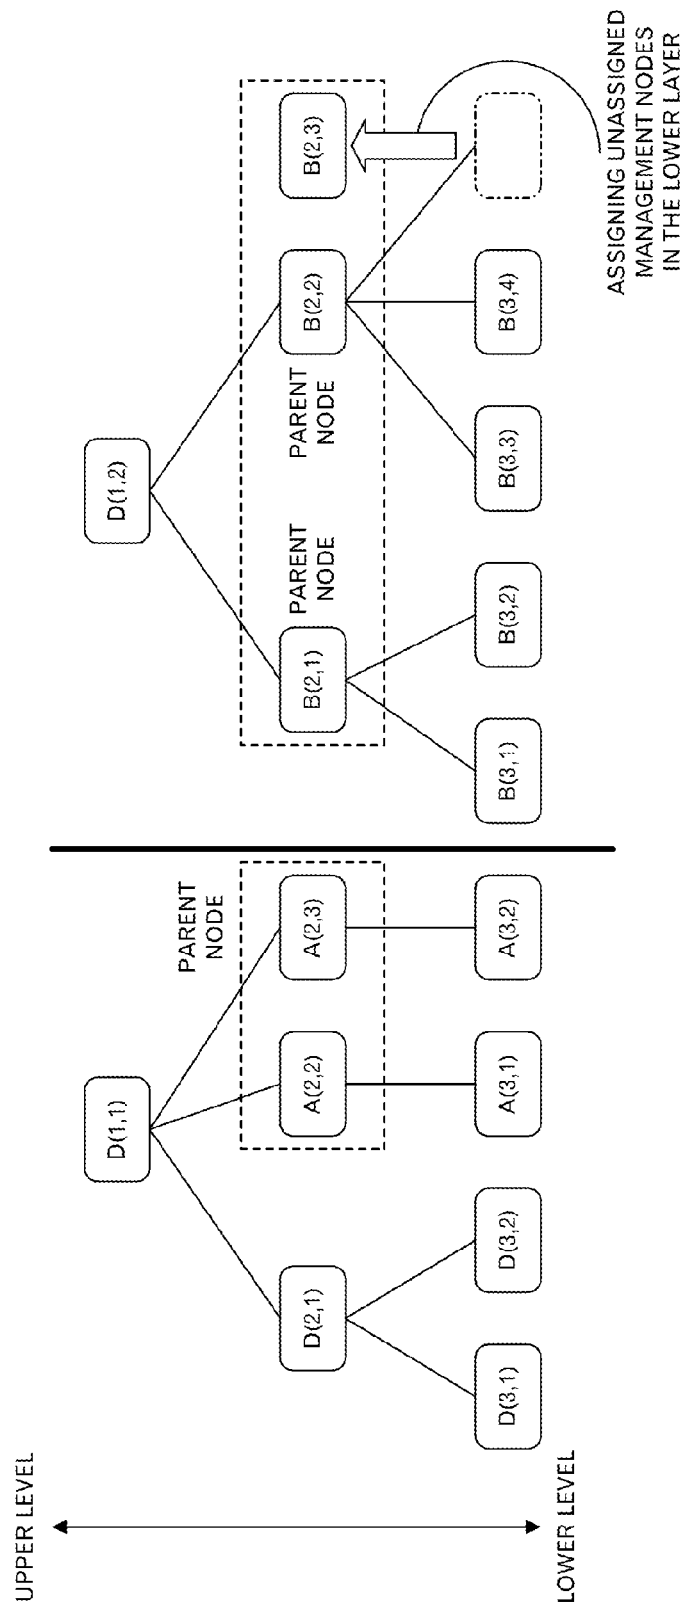 UPPER LEVEL
LOWER LEVEL
D(1,1)
D(1,2)
PARENT
NODE
D(2,1)
A(2,2)
A(2,3)
B(2,1)
PARENT
NODE
PARENT
NODE
B(2,2)
B(2,3)
D(3,1)
D(3,2)
A(3,1)
A(3,2)
B(3,1)
B(3,2)
B(3,3)
B(3,4)
ASSIGNING UNASSIGNED
MANAGEMENT NODES
IN THE LOWER LAYER